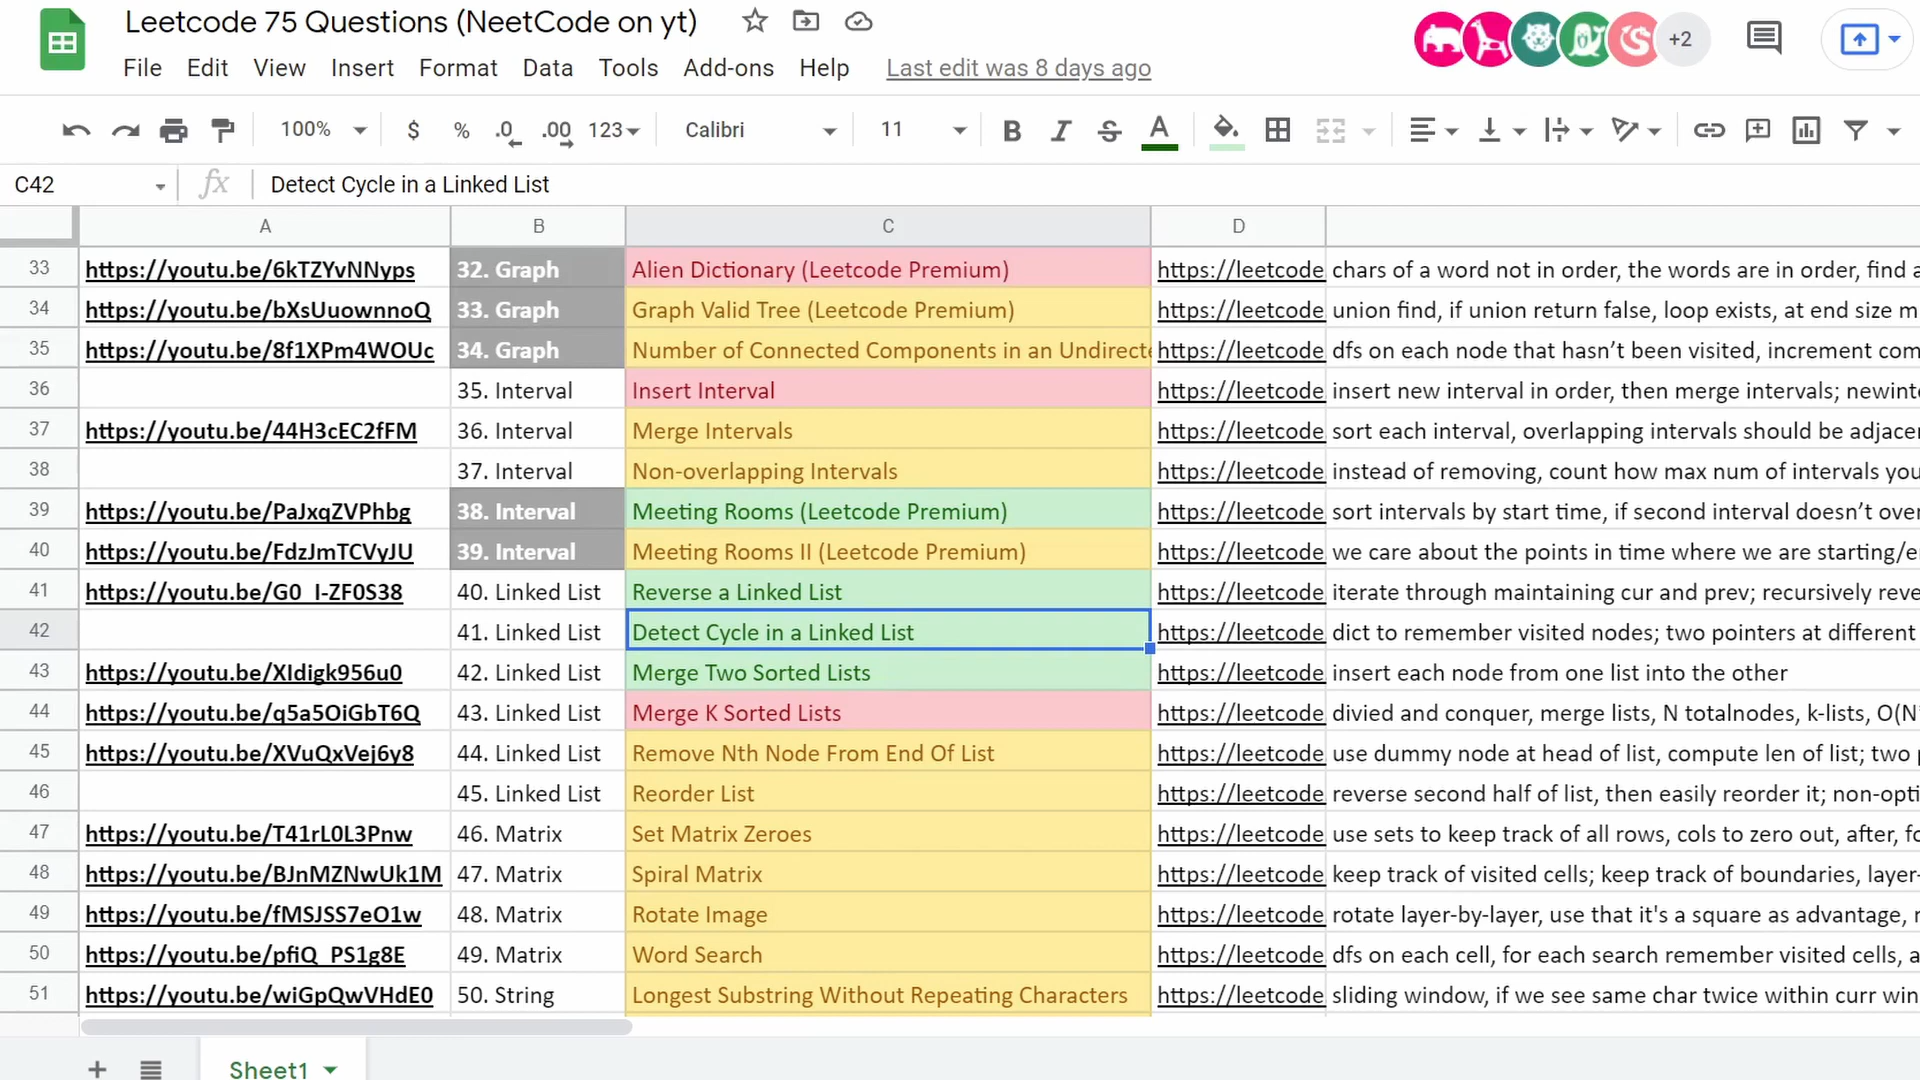 Leetcode 75 Questions (NeetCode on yt)
+2
File Edit View Insert Format Data Tools Add-ons Help Last edit was 8 days ago
100% $ % .0 .00 123 Calibri 11 B I S A
C42 fx Detect Cycle in a Linked List
A B C D
33 https://youtu.be/6kTZYvNNyps 32. Graph Alien Dictionary (Leetcode Premium) https://leetcode. chars of a word not in order, the words are in order, find
34 https://youtu.be/bXsUuownnoQ 33. Graph Graph Valid Tree (Leetcode Premium) https://leetcode. union find, if union return false, loop exists, at end size
35 https://youtu.be/8f1XPm4WOUc 34. Graph Number of Connected Components in an Undirecte https://leetcode. dfs on each node that hasn't been visited, increment com
36 35. Interval Insert Interval https://leetcode. insert new interval in order, then merge intervals; newint
37 https://youtu.be/44H3cEC2fFM 36. Interval Merge Intervals https://leetcode. sort each interval, overlapping intervals should be adjace
38 37. Interval Non-overlapping Intervals https://leetcode. instead of removing, count how max num of intervals you
39 https://youtu.be/PaJxqZVPhbg 38. Interval Meeting Rooms (Leetcode Premium) https://leetcode. sort intervals by start time, if second interval doesn't over
40 https://youtu.be/FdzJmTCVyJU 39. Interval Meeting Rooms II (Leetcode Premium) https://leetcode. we care about the points in time where we are starting/e
41 https://youtu.be/G0_I-ZF0S38 40. Linked List Reverse a Linked List https://leetcode. iterate through maintaining cur and prev; recursively reve
42 41. Linked List Detect Cycle in a Linked List https://leetcode. dict to remember visited nodes; two pointers at different
43 https://youtu.be/XIdigk956u0 42. Linked List Merge Two Sorted Lists https://leetcode. insert each node from one list into the other
44 https://youtu.be/q5a5OiGbT6Q 43. Linked List Merge K Sorted Lists https://leetcode. divied and conquer, merge lists, N totalnodes, k-lists, O(N
45 https://youtu.be/XVuQxVej6y8 44. Linked List Remove Nth Node From End Of List https://leetcode. use dummy node at head of list, compute len of list; two
46 45. Linked List Reorder List https://leetcode. reverse second half of list, then easily reorder it; non-opti
47 https://youtu.be/T41rL0L3Pnw 46. Matrix Set Matrix Zeroes https://leetcode. use sets to keep track of all rows, cols to zero out, after, fo
48 https://youtu.be/BJnMZNwUk1M 47. Matrix Spiral Matrix https://leetcode. keep track of visited cells; keep track of boundaries, layer-
49 https://youtu.be/fMSJSS7eO1w 48. Matrix Rotate Image https://leetcode. rotate layer-by-layer, use that it's a square as advantage,
50 https://youtu.be/pfiQ_PS1g8E 49. Matrix Word Search https://leetcode. dfs on each cell, for each search remember visited cells, a
51 https://youtu.be/wiGpQwVHdE0 50. String Longest Substring Without Repeating Characters https://leetcode. sliding window, if we see same char twice within curr win
Sheet1